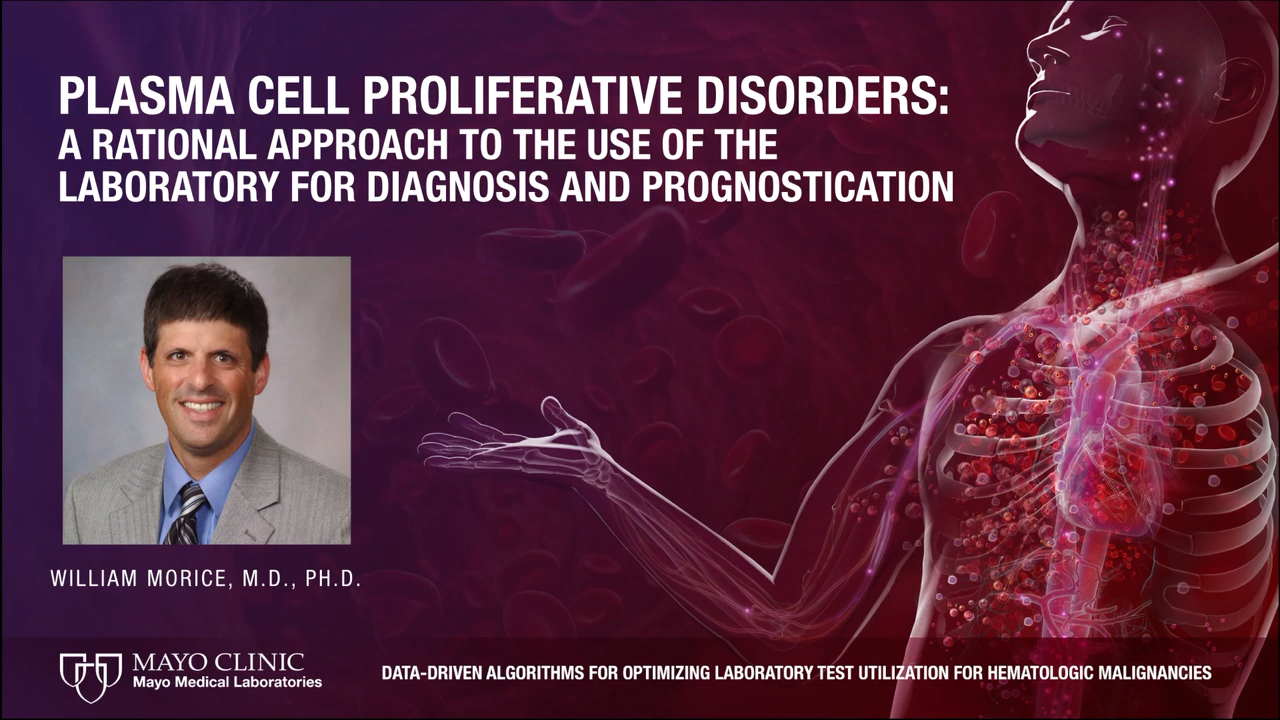 PLASMA CELL PROLIFERATIVE DISORDERS:
A RATIONAL APPROACH TO THE USE OF THE
LABORATORY FOR DIAGNOSIS AND PROGNOSTICATION
WILLIAM MORICE, M.D., PH.D.
MAYO CLINIC
Mayo Medical Laboratories
DATA-DRIVEN ALGORITHMS FOR OPTIMIZING LABORATORY TEST UTILIZATION FOR HEMATOLOGIC MALIGNANCIES